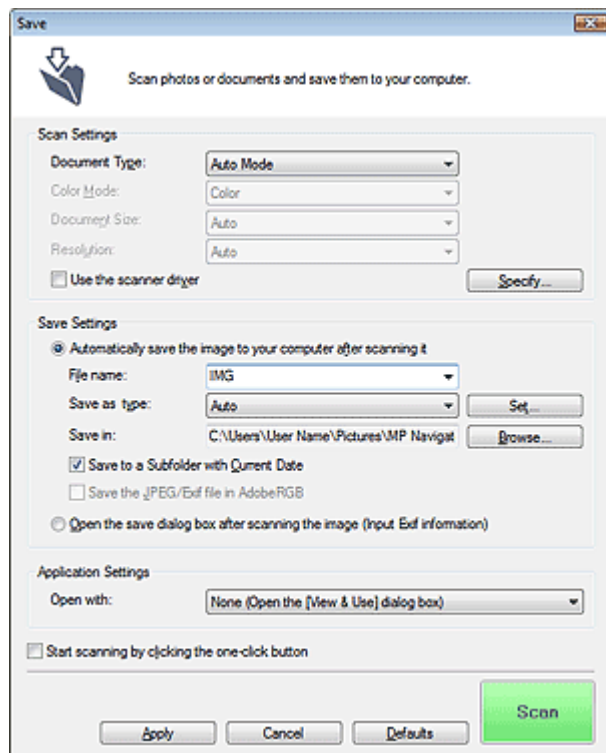 Save
Scan photos or documents and save them to your computer.
Scan Settings
Document Type: Auto Mode
Color Mode: Color
Document Size: Auto
Resolution: Auto
Use the scanner driver Specify...
Save Settings
Automatically save the image to your computer after scanning it
File name: IMG
Save as type: Auto Set...
Save in: C:\Users\User Name\Pictures\MP Navigat Browse...
Save to a Subfolder with Current Date
Save the JPEG/Exif file in AdobeRGB
Open the save dialog box after scanning the image (Input Exif information)
Application Settings
Open with: None (Open the [View & Use] dialog box)
Start scanning by clicking the one-click button
Apply Cancel Defaults Scan